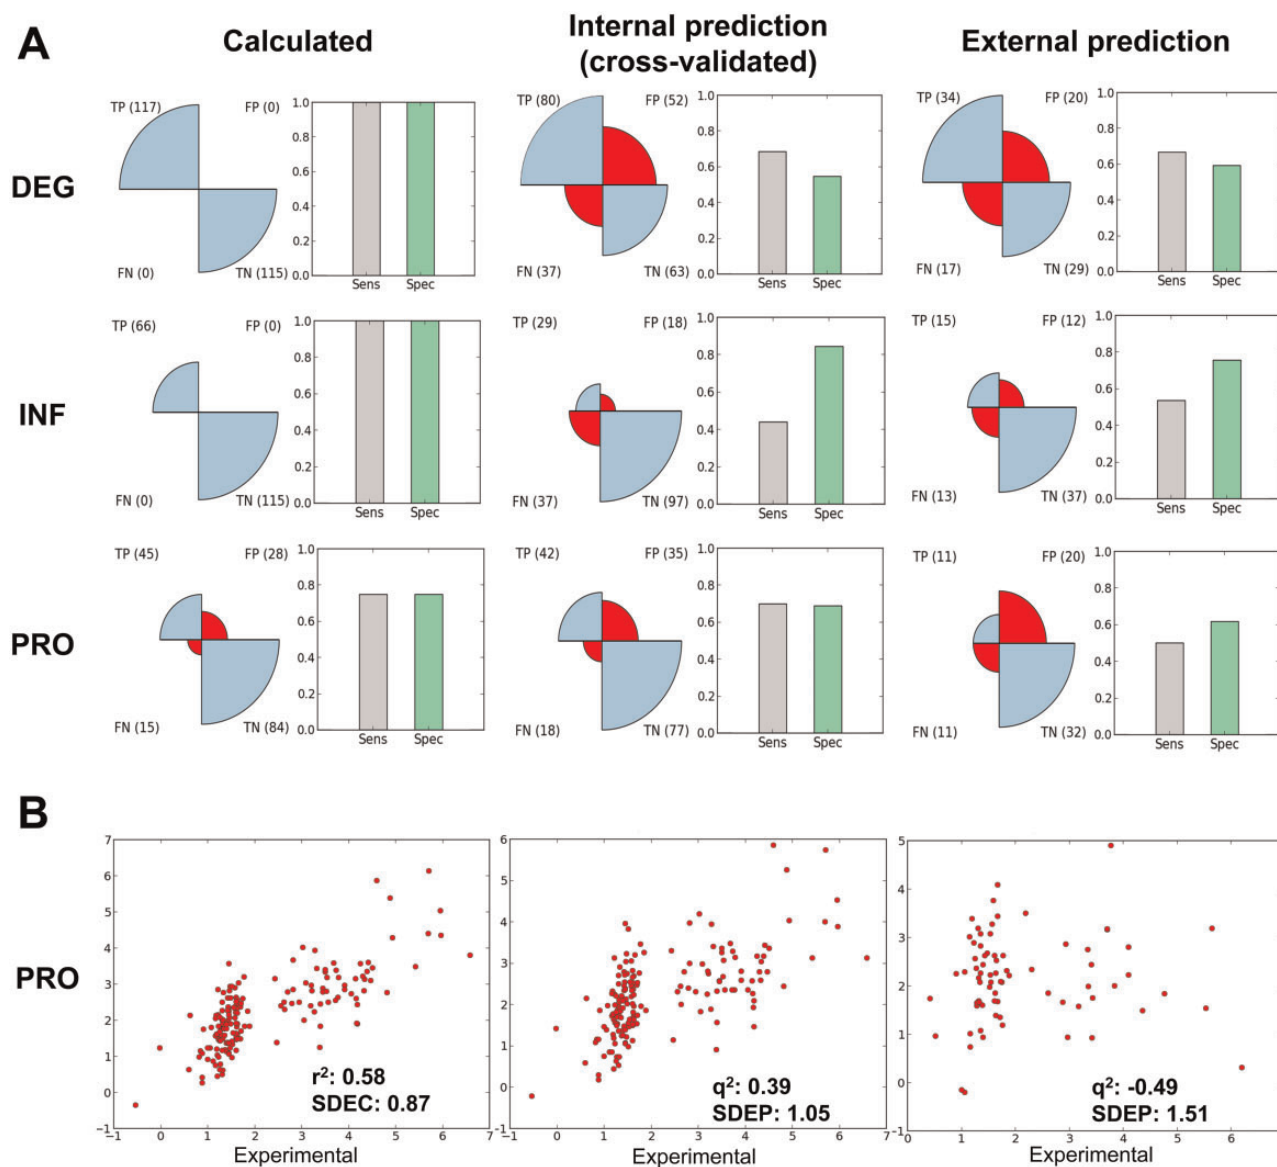 A
Calculated
Internal prediction
(cross-validated)
External prediction
DEG
TP (117)
FP (0)
FN (0)
TN (115)
1.0
0.8
0.6
0.4
0.2
0.0
Sens
Spec
TP (80)
FP (52)
FN (37)
TN (63)
1.0
0.8
0.6
0.4
0.2
0.0
Sens
Spec
TP (34)
FP (20)
FN (17)
TN (29)
1.0
0.8
0.6
0.4
0.2
0.0
Sens
Spec
INF
TP (66)
FP (0)
FN (0)
TN (115)
1.0
0.8
0.6
0.4
0.2
0.0
Sens
Spec
TP (29)
FP (18)
FN (37)
TN (97)
1.0
0.8
0.6
0.4
0.2
0.0
Sens
Spec
TP (15)
FP (12)
FN (13)
TN (37)
1.0
0.8
0.6
0.4
0.2
0.0
Sens
Spec
PRO
TP (45)
FP (28)
FN (15)
TN (84)
1.0
0.8
0.6
0.4
0.2
0.0
Sens
Spec
TP (42)
FP (35)
FN (18)
TN (77)
1.0
0.8
0.6
0.4
0.2
0.0
Sens
Spec
TP (11)
FP (20)
FN (11)
TN (32)
1.0
0.8
0.6
0.4
0.2
0.0
Sens
Spec
B
PRO
7
6
5
4
3
2
1
0
−1
r²: 0.58
SDEC: 0.87
−1 0 1 2 3 4 5 6 7
Experimental
6
5
4
3
2
1
0
−1
q²: 0.39
SDEP: 1.05
−1 0 1 2 3 4 5 6 7
Experimental
5
4
3
2
1
0
−1
q²: -0.49
SDEP: 1.51
0 1 2 3 4 5 6 7
Experimental